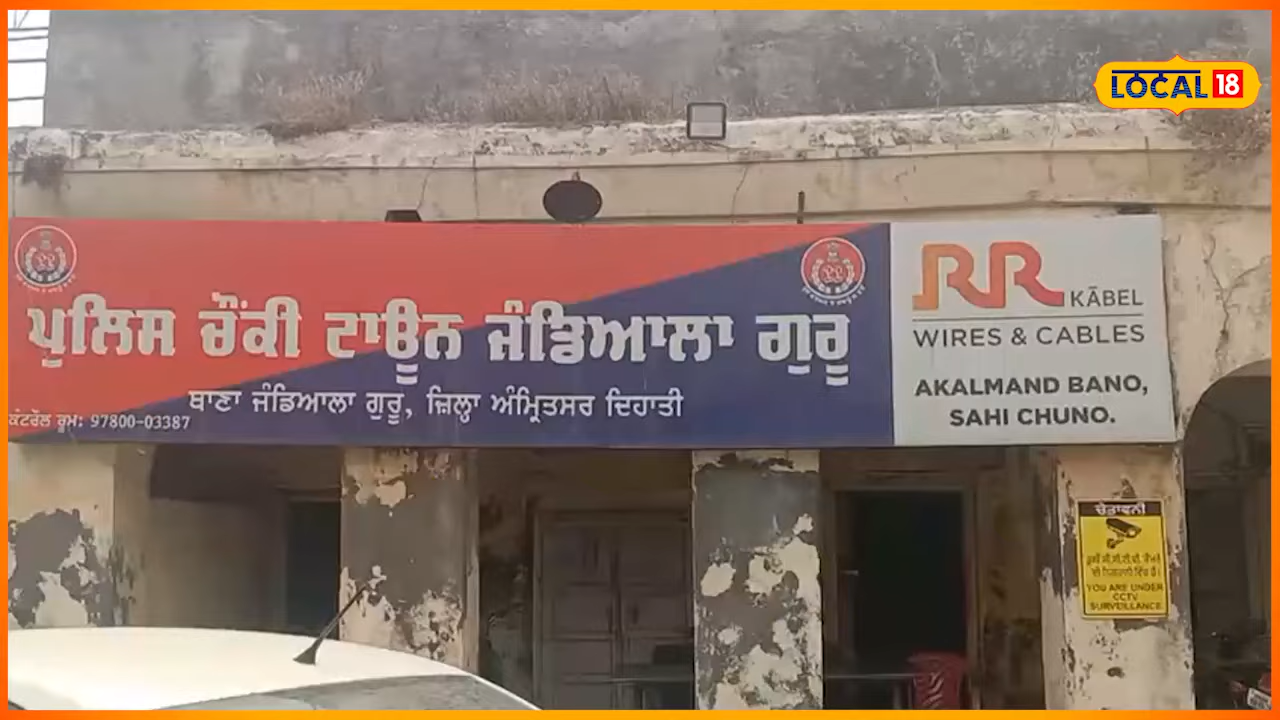 LOCAL 18
ਪੁਲਿਸ ਚੌਂਕੀ ਟਾਊਨ ਜੰਡਿਆਲਾ ਗੁਰੂ
ਥਾਣਾ ਜੰਡਿਆਲਾ ਗੁਰੂ, ਜ਼ਿਲ੍ਹਾ ਅੰਮ੍ਰਿਤਸਰ ਦਿਹਾਤੀ
ਕੰਟਰੋਲ ਰੂਮ: 97800-03387
RR KĀBEL
WIRES & CABLES
AKALMAND BANO,
SAHI CHUNO.
ਚੇਤਾਵਨੀ
YOU ARE UNDER
CCTV
SURVEILLANCE